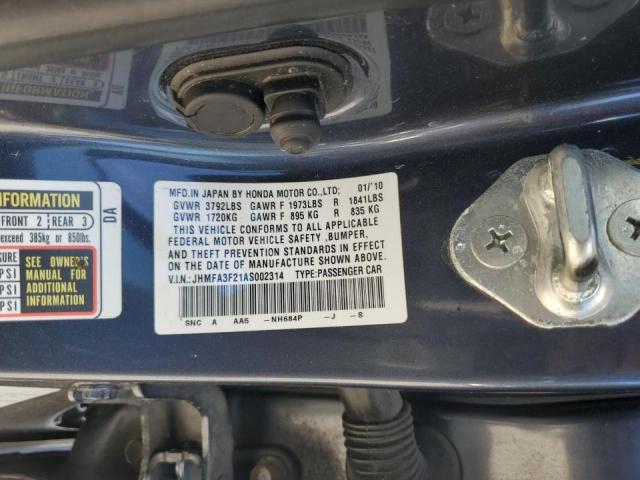 INFORMATION
FRONT 2 REAR 3
exceed 385kg or 850lbs.
SURE
PSI
PSI
PSI
SEE OWNER'S
MANUAL FOR
ADDITIONAL
INFORMATION
DA
MFD.IN JAPAN BY HONDA MOTOR CO.,LTD; 01/'10
GVWR 3792LBS GAWR F 1973LBS R 1841LBS
GVWR 1720KG GAWR F 895 KG R 835 KG
THIS VEHICLE CONFORMS TO ALL APPLICABLE
FEDERAL MOTOR VEHICLE SAFETY ,BUMPER,
AND THEFT PREVENTION STANDARDS IN EFFECT
ON THE DATE OF MANUFACTURE SHOWN ABOVE.
V.I.N.: JHMFA3F21AS002314 TYPE:PASSENGER CAR
SNC A AA5 -NH684P -J -S